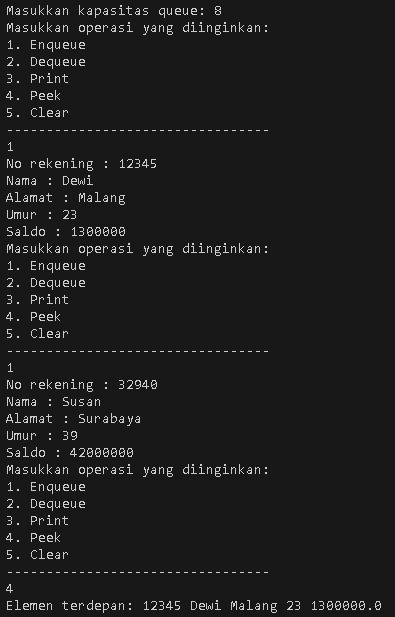 Masukkan kapasitas queue: 8
Masukkan operasi yang diinginkan:
1. Enqueue
2. Dequeue
3. Print
4. Peek
5. Clear
---------------------------------
1
No rekening : 12345
Nama : Dewi
Alamat : Malang
Umur : 23
Saldo : 1300000
Masukkan operasi yang diinginkan:
1. Enqueue
2. Dequeue
3. Print
4. Peek
5. Clear
---------------------------------
1
No rekening : 32940
Nama : Susan
Alamat : Surabaya
Umur : 39
Saldo : 42000000
Masukkan operasi yang diinginkan:
1. Enqueue
2. Dequeue
3. Print
4. Peek
5. Clear
---------------------------------
4
Elemen terdepan: 12345 Dewi Malang 23 1300000.0